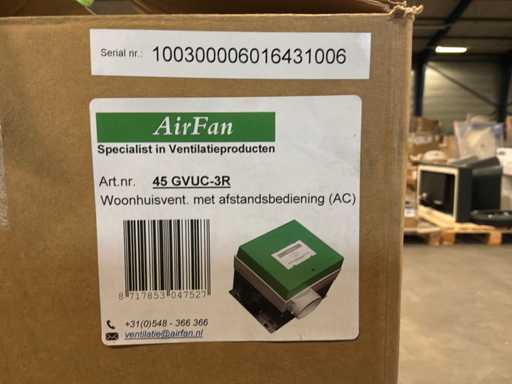 Serial nr.: 100300006016431006
AirFan
Specialist in Ventilatieproducten
Art.nr. 45 GVUC-3R
Woonhuisvent. met afstandsbediening (AC)
8 717853 047527
+31(0)548 - 366 366
ventilatie@airfan.nl